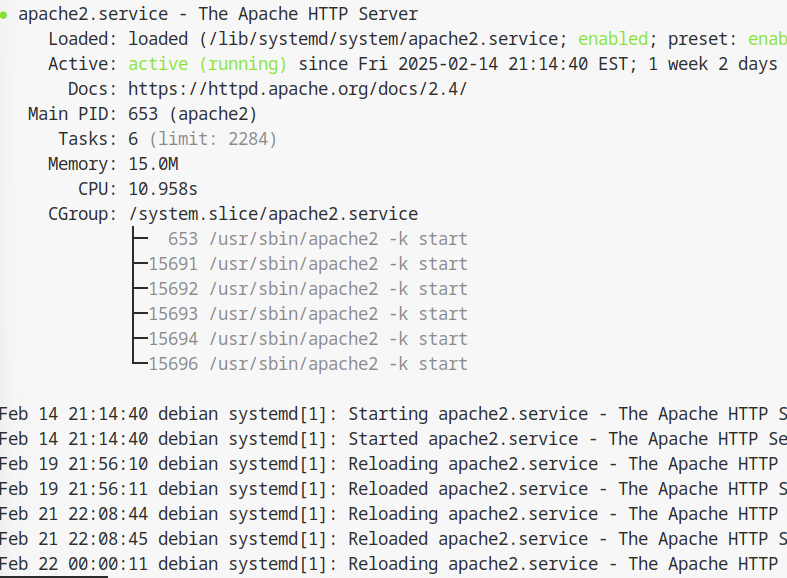 ● apache2.service - The Apache HTTP Server
Loaded: loaded (/lib/systemd/system/apache2.service; enabled; preset: enab
Active: active (running) since Fri 2025-02-14 21:14:40 EST; 1 week 2 days
Docs: https://httpd.apache.org/docs/2.4/
Main PID: 653 (apache2)
Tasks: 6 (limit: 2284)
Memory: 15.0M
CPU: 10.958s
CGroup: /system.slice/apache2.service
├─  653 /usr/sbin/apache2 -k start
├─15691 /usr/sbin/apache2 -k start
├─15692 /usr/sbin/apache2 -k start
├─15693 /usr/sbin/apache2 -k start
├─15694 /usr/sbin/apache2 -k start
└─15696 /usr/sbin/apache2 -k start
Feb 14 21:14:40 debian systemd[1]: Starting apache2.service - The Apache HTTP S
Feb 14 21:14:40 debian systemd[1]: Started apache2.service - The Apache HTTP Se
Feb 19 21:56:10 debian systemd[1]: Reloading apache2.service - The Apache HTTP
Feb 19 21:56:11 debian systemd[1]: Reloaded apache2.service - The Apache HTTP S
Feb 21 22:08:44 debian systemd[1]: Reloading apache2.service - The Apache HTTP
Feb 21 22:08:45 debian systemd[1]: Reloaded apache2.service - The Apache HTTP S
Feb 22 00:00:11 debian systemd[1]: Reloading apache2.service - The Apache HTTP